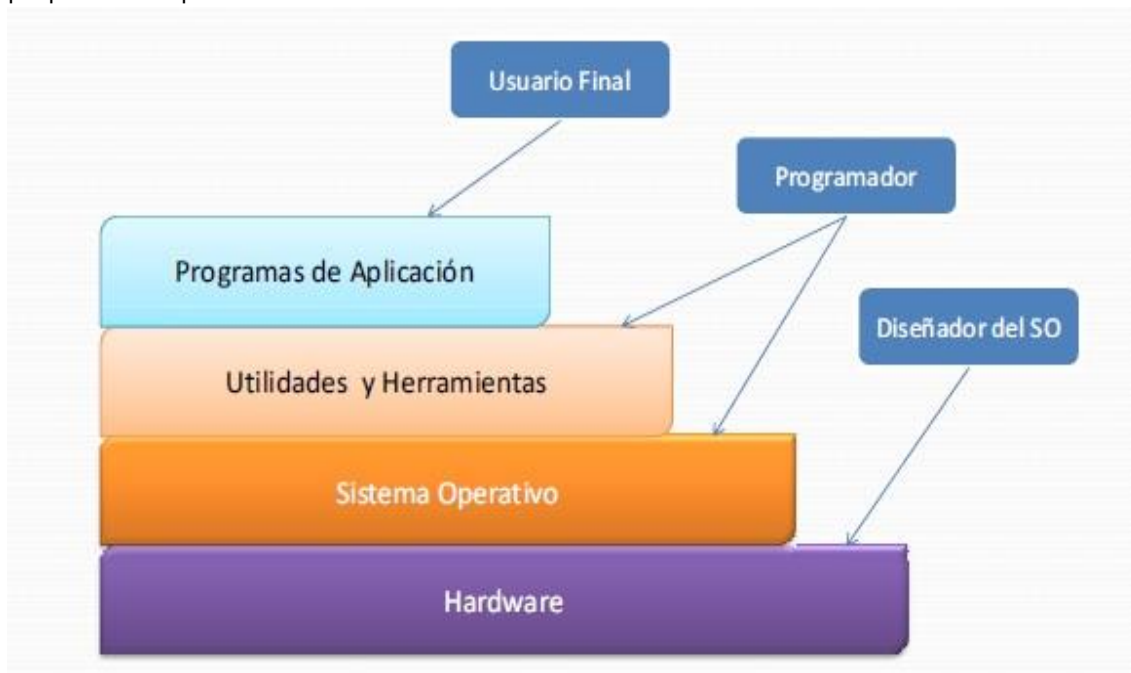 Usuario Final
Programador
Programas de Aplicación
Diseñador del SO
Utilidades y Herramientas
Sistema Operativo
Hardware